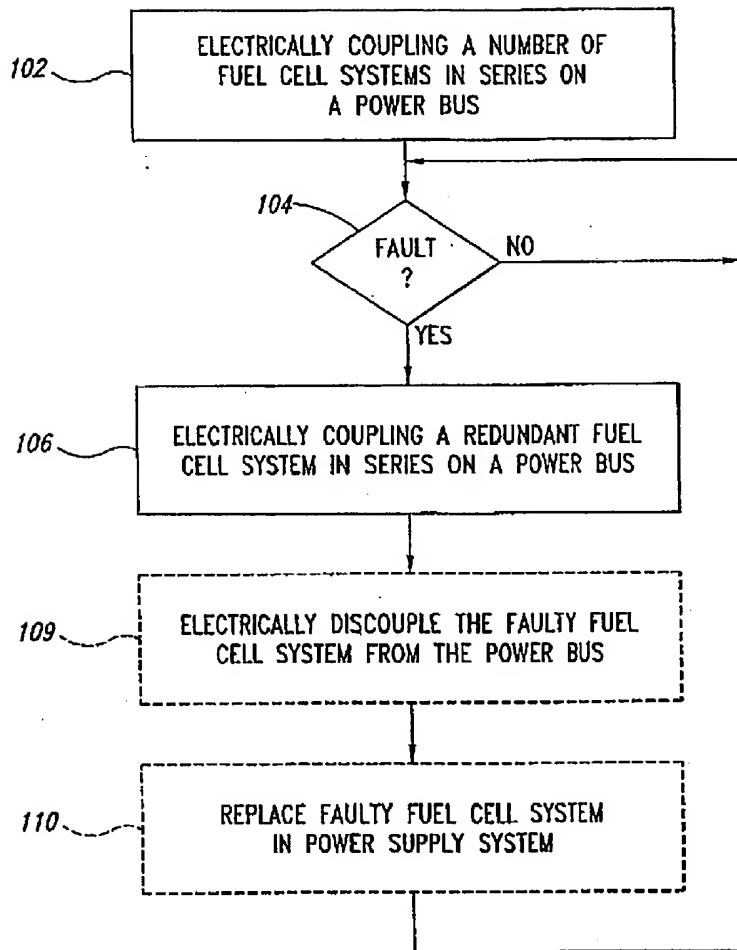 102
ELECTRICALLY COUPLING A NUMBER OF
FUEL CELL SYSTEMS IN SERIES ON
A POWER BUS
104
FAULT
?
NO
YES
106
ELECTRICALLY COUPLING A REDUNDANT FUEL
CELL SYSTEM IN SERIES ON A POWER BUS
109
ELECTRICALLY DISCOUPLE THE FAULTY FUEL
CELL SYSTEM FROM THE POWER BUS
110
REPLACE FAULTY FUEL CELL SYSTEM
IN POWER SUPPLY SYSTEM